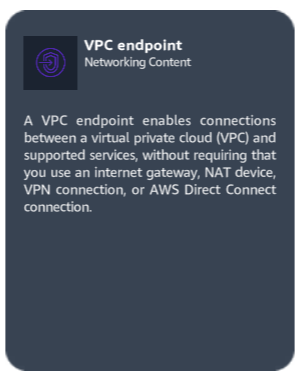 VPC endpoint
Networking Content
A VPC endpoint enables connections
between a virtual private cloud (VPC) and
supported services, without requiring that
you use an internet gateway, NAT device,
VPN connection, or AWS Direct Connect
connection.